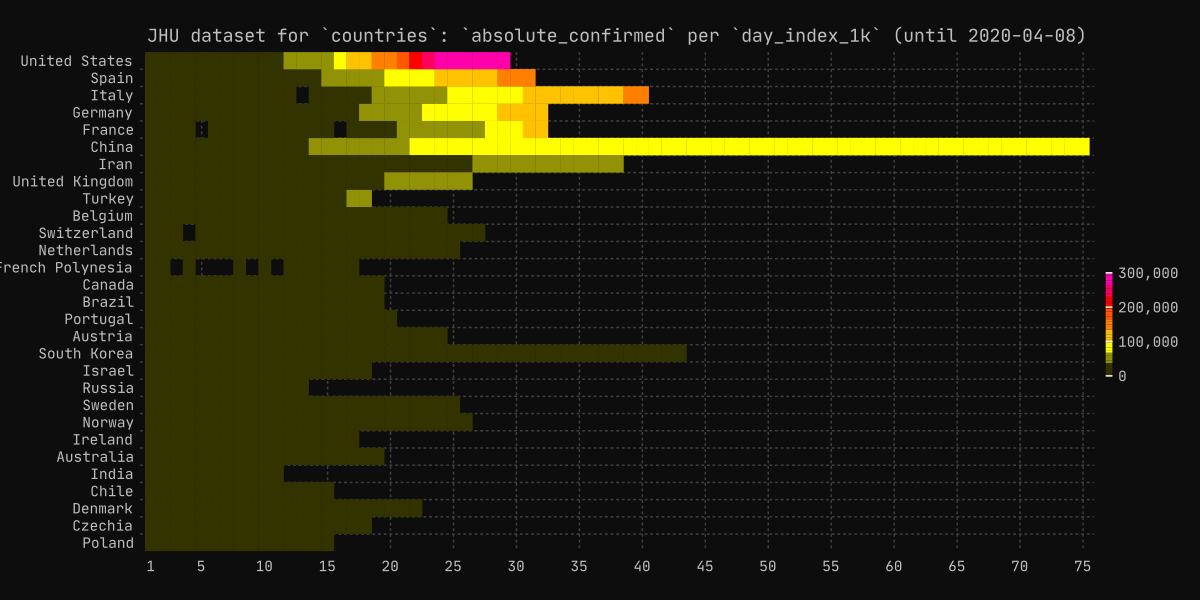 JHU dataset for `countries`: `absolute_confirmed` per `day_index_1k` (until 2020-04-08)
United States
Spain
Italy
Germany
France
China
Iran
United Kingdom
Turkey
Belgium
Switzerland
Netherlands
French Polynesia
Canada
Brazil
Portugal
Austria
South Korea
Israel
Russia
Sweden
Norway
Ireland
Australia
India
Chile
Denmark
Czechia
Poland
1 5 10 15 20 25 30 35 40 45 50 55 60 65 70 75
300,000
200,000
100,000
0